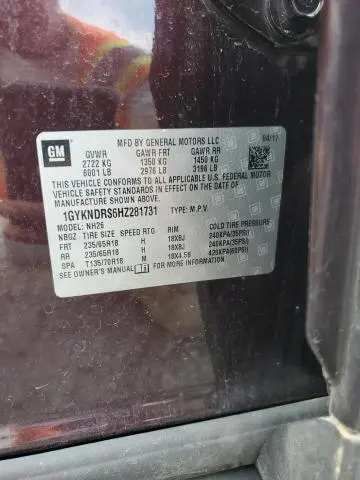 GM
MFD BY GENERAL MOTORS LLC 04/17
GVWR GAWR FRT GAWR RR
2722 KG 1350 KG 1450 KG
6001 LB 2976 LB 3196 LB
THIS VEHICLE CONFORMS TO ALL APPLICABLE U.S. FEDERAL MOTOR
VEHICLE SAFETY STANDARDS IN EFFECT ON THE DATE OF
MANUFACTURE SHOWN ABOVE.
1GYKNDRS6HZ281731 TYPE: M.P.V.
MODEL: NH26
NBGZ TIRE SIZE SPEED RTG RIM COLD TIRE PRESSURE
FRT 235/65R18 H 18X8J 240KPA(35PSI)
RR 235/65R18 H 18X8J 240KPA(35PSI)
SPA T135/70R18 M 18X4.5B 420KPA(60PSI)
SEE OWNER'S MANUAL FOR MORE INFORMATION